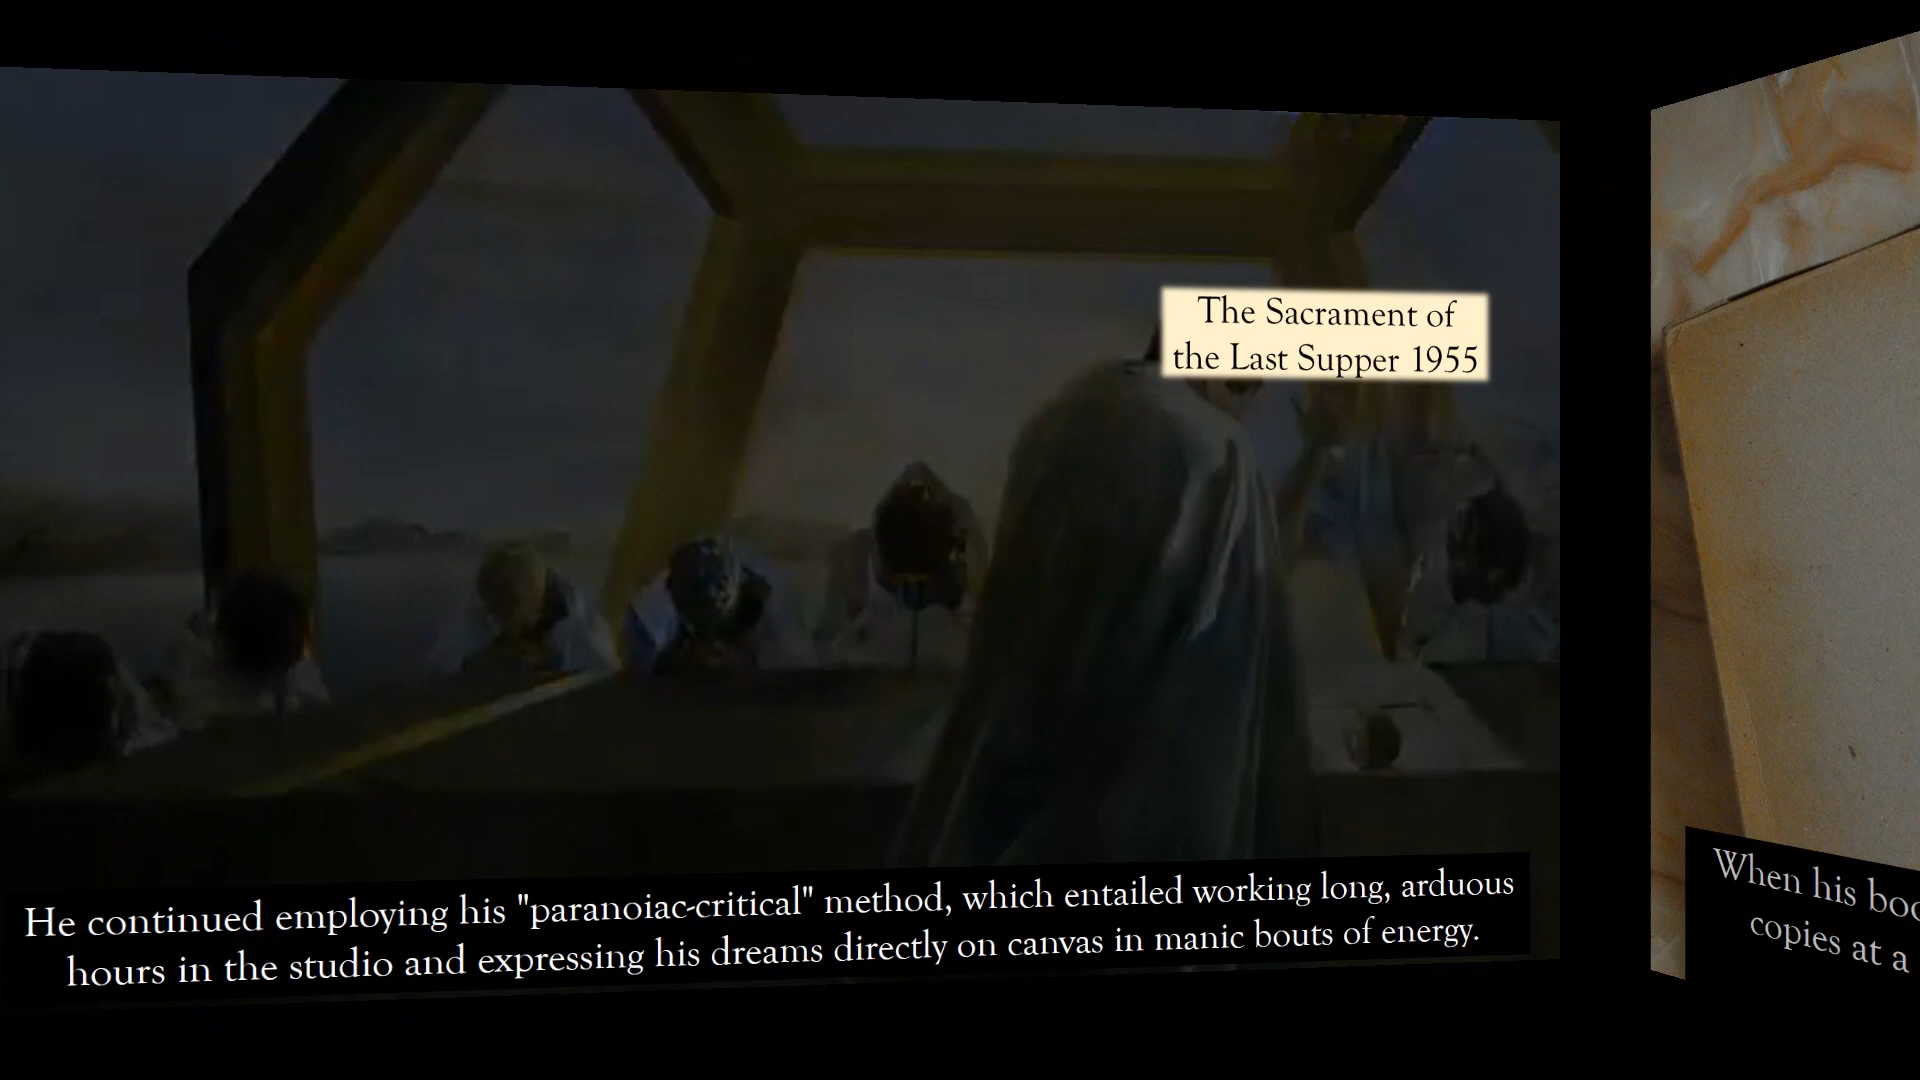 The Sacrament of
the Last Supper 1955
He continued employing his "paranoiac-critical" method, which entailed working long, arduous
hours in the studio and expressing his dreams directly on canvas in manic bouts of energy.
When his
copies at a